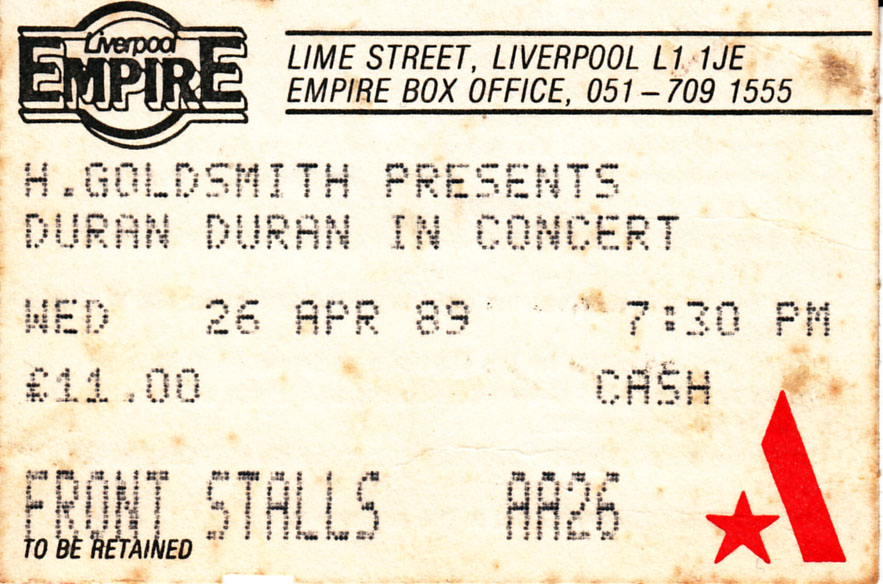 Liverpool
EMPIRE
LIME STREET, LIVERPOOL L1 1JE
EMPIRE BOX OFFICE, 051-709 1555
H.GOLDSMITH PRESENTS
DURAN DURAN IN CONCERT
WED 26 APR 89 7:30 PM
£11.00 CASH
FRONT STALLS AA26
TO BE RETAINED